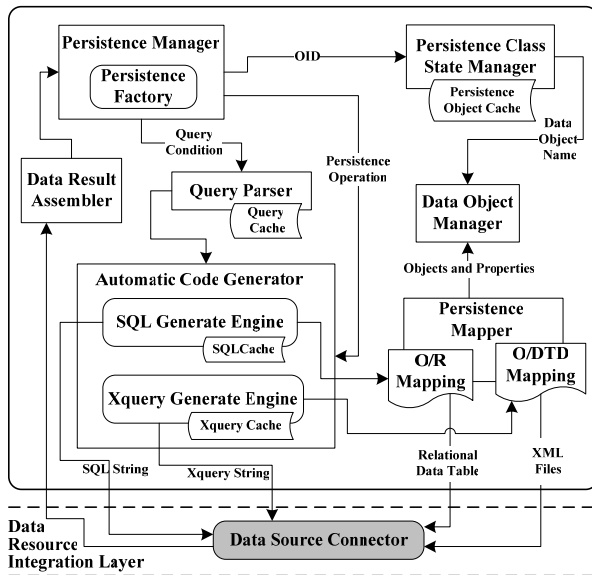 Persistence Manager
Persistence
Factory
OID
Persistence Class
State Manager
Persistence
Object Cache
Data
Object
Name
Query
Condition
Persistence
Operation
Data Result
Assembler
Query Parser
Query
Cache
Data Object
Manager
Objects and Properties
Automatic Code Generator
SQL Generate Engine
SQLCache
Xquery Generate Engine
Xquery Cache
Persistence
Mapper
O/R
Mapping
O/DTD
Mapping
SQL String
Xquery String
Relational
Data Table
XML
Files
Data
Resource
Integration Layer
Data Source Connector